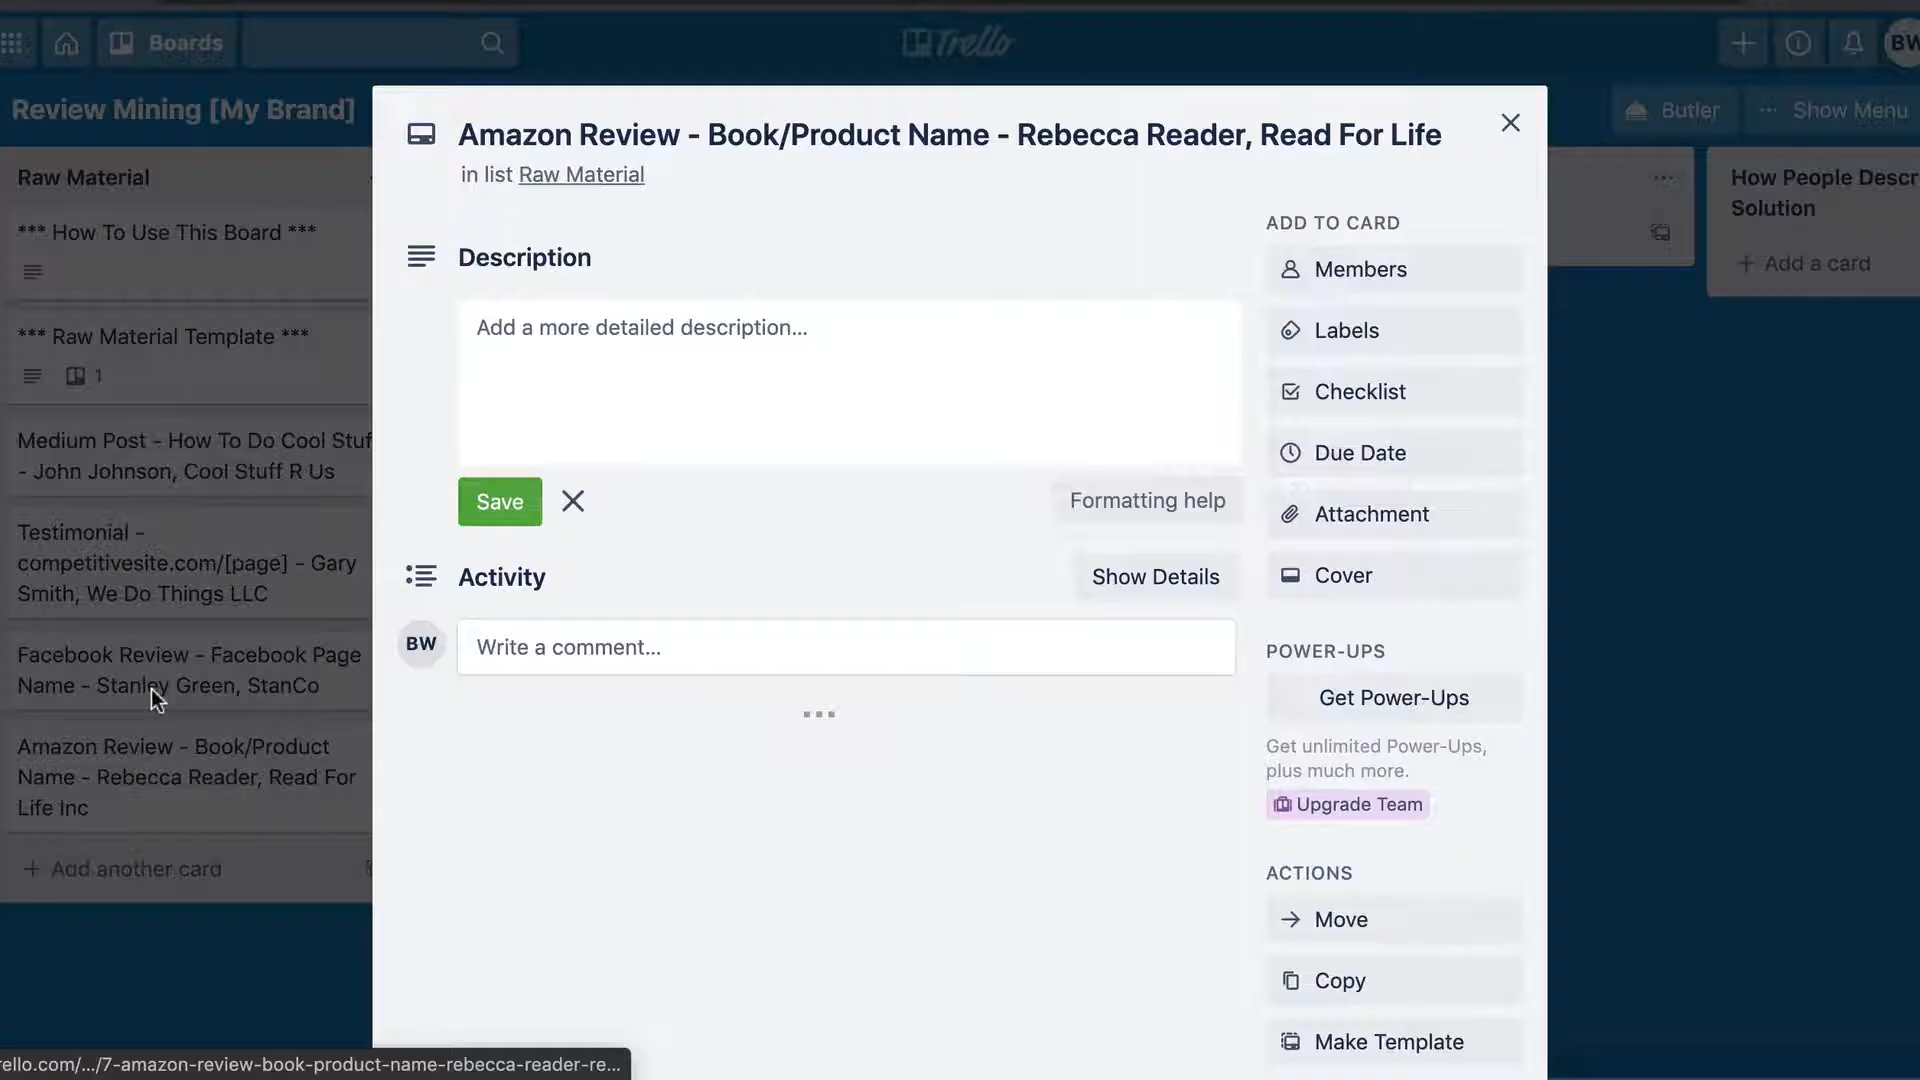 Boards
Trello
BW
Review Mining [My Brand]
Butler
Show Menu
Raw Material
*** How To Use This Board ***
*** Raw Material Template ***
1
Medium Post - How To Do Cool Stuf
- John Johnson, Cool Stuff R Us
Testimonial -
competitivesite.com/[page] - Gary
Smith, We Do Things LLC
Facebook Review - Facebook Page
Name - Stanley Green, StanCo
Amazon Review - Book/Product
Name - Rebecca Reader, Read For
Life Inc
+ Add another card
Amazon Review - Book/Product Name - Rebecca Reader, Read For Life
in list Raw Material
Description
Add a more detailed description...
Save
Formatting help
Activity
Show Details
BW
Write a comment...
ADD TO CARD
Members
Labels
Checklist
Due Date
Attachment
Cover
POWER-UPS
Get Power-Ups
Get unlimited Power-Ups,
plus much more.
Upgrade Team
ACTIONS
Move
Copy
Make Template
How People Descr
Solution
+ Add a card
rello.com/.../7-amazon-review-book-product-name-rebecca-reader-re...